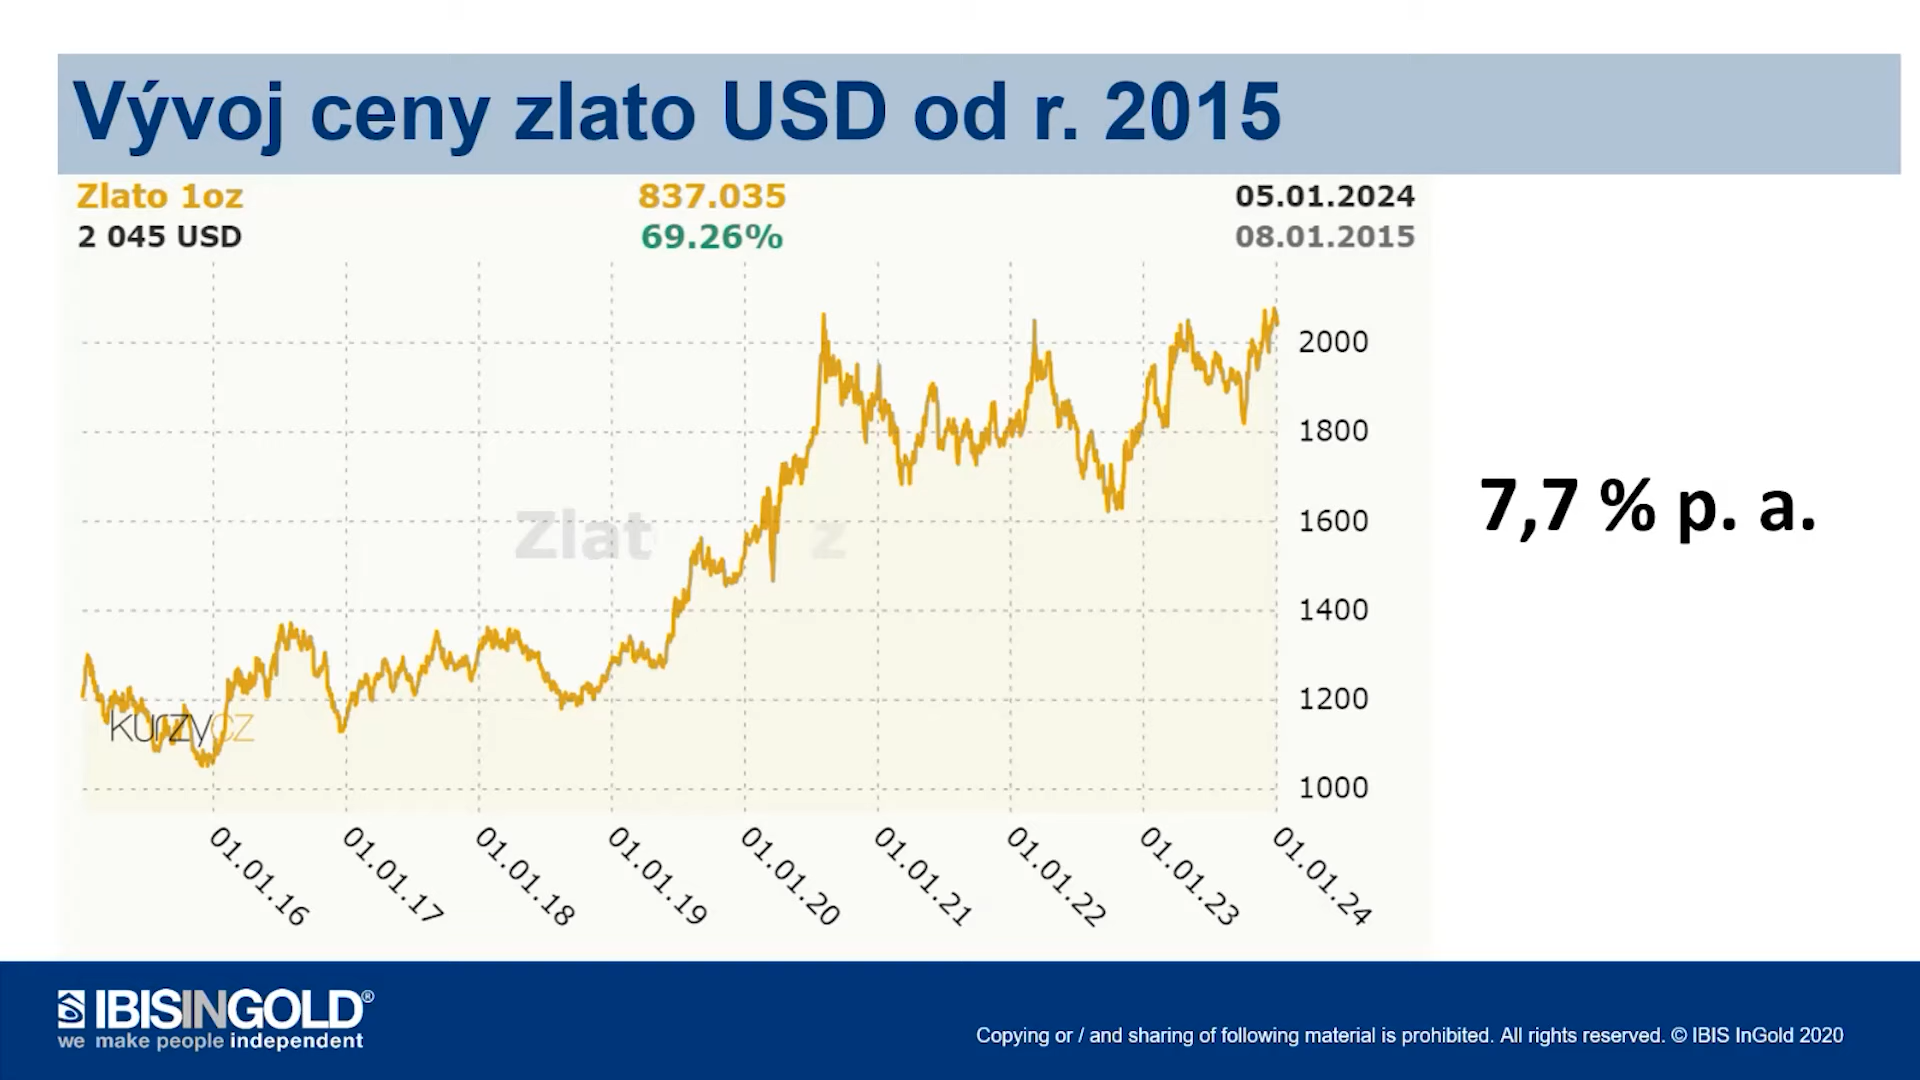 Vývoj ceny zlato USD od r. 2015
Zlato 1oz 837.035 05.01.2024
2 045 USD 69.26% 08.01.2015
2000
1800
7,7 % p. a.
Zlat z
1600
1400
1200
kurzycz
1000
01.01.16 01.01.17 01.01.18 01.01.19 01.01.20 01.01.21 01.01.22 01.01.23 01.01.24
IBISINGOLD®
we make people independent
Copying or / and sharing of following material is prohibited. All rights reserved. © IBIS InGold 2020